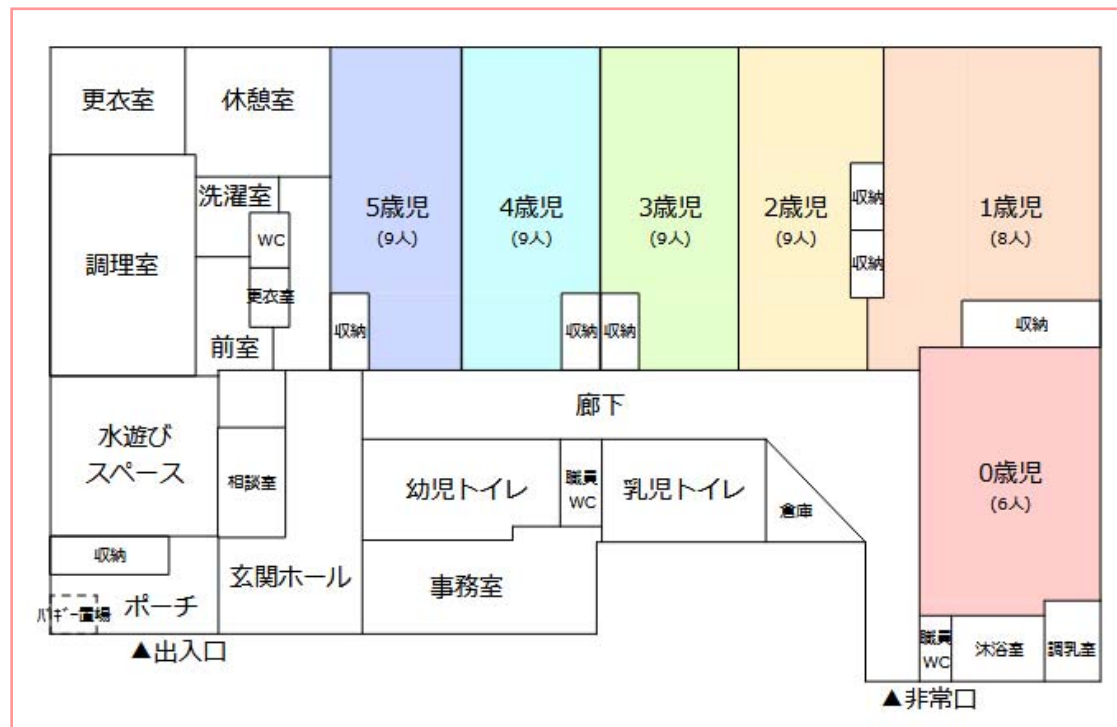 更衣室
休憩室
洗濯室
WC
更衣室
調理室
前室
5歳児
(9人)
収納
4歳児
(9人)
収納
3歳児
(9人)
収納
2歳児
(9人)
収納
収納
1歳児
(8人)
収納
廊下
水遊び
スペース
相談室
幼児トイレ
職員
WC
乳児トイレ
倉庫
0歳児
(6人)
収納
バギー置場
ポーチ
玄関ホール
事務室
職員
WC
沐浴室
調乳室
▲出入口
▲非常口